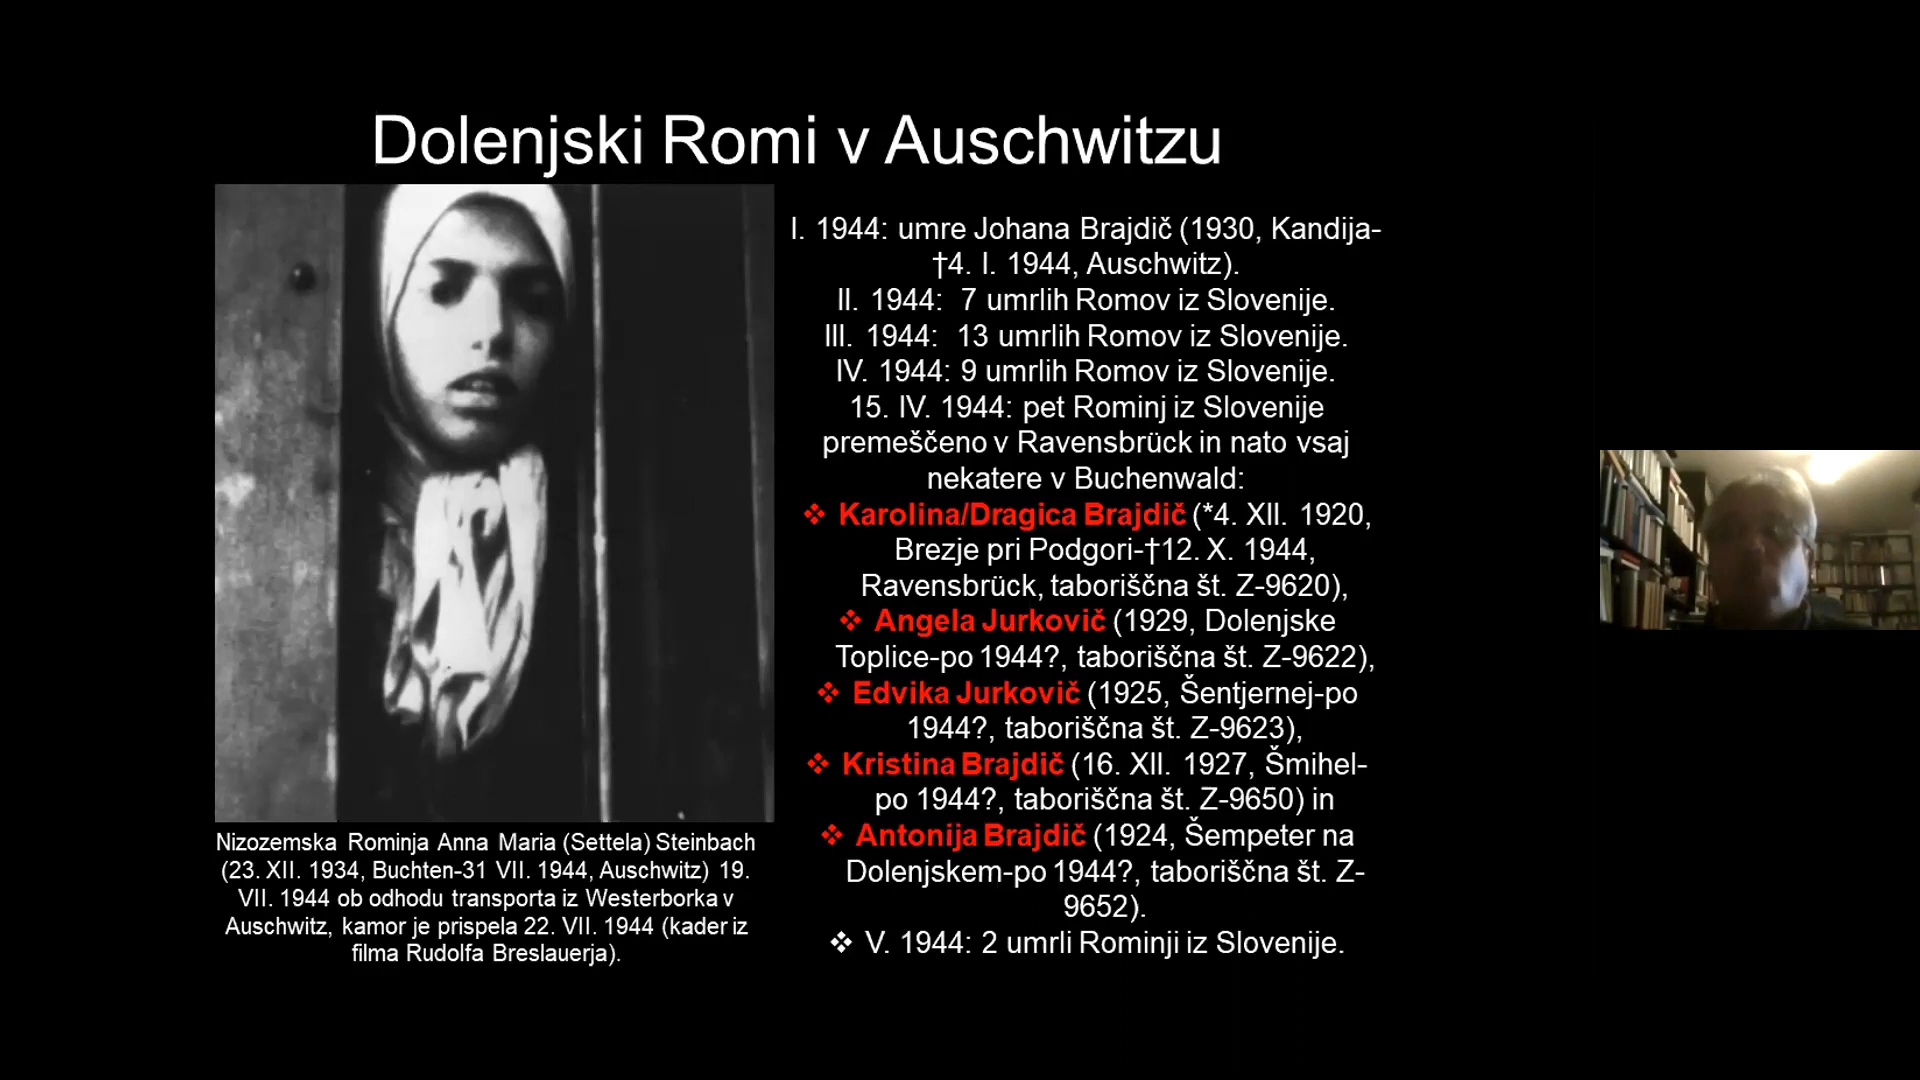 Dolenjski Romi v Auschwitzu
I. 1944: umre Johana Brajdič (1930, Kandija-
†4. I. 1944, Auschwitz).
II. 1944: 7 umrlih Romov iz Slovenije.
III. 1944: 13 umrlih Romov iz Slovenije.
IV. 1944: 9 umrlih Romov iz Slovenije.
15. IV. 1944: pet Rominj iz Slovenije
premeščeno v Ravensbrück in nato vsaj
nekatere v Buchenwald:
❖ Karolina/Dragica Brajdič (*4. XII. 1920,
Brezje pri Podgori-†12. X. 1944,
Ravensbrück, taboriščna št. Z-9620),
❖ Angela Jurkovič (1929, Dolenjske
Toplice-po 1944?, taboriščna št. Z-9622),
❖ Edvika Jurkovič (1925, Šentjernej-po
1944?, taboriščna št. Z-9623),
❖ Kristina Brajdič (16. XII. 1927, Šmihel-
po 1944?, taboriščna št. Z-9650) in
❖ Antonija Brajdič (1924, Šempeter na
Dolenjskem-po 1944?, taboriščna št. Z-
9652).
❖ V. 1944: 2 umrli Rominji iz Slovenije.
Nizozemska Rominja Anna Maria (Settela) Steinbach
(23. XII. 1934, Buchten-31 VII. 1944, Auschwitz) 19.
VII. 1944 ob odhodu transporta iz Westerborka v
Auschwitz, kamor je prispela 22. VII. 1944 (kader iz
filma Rudolfa Breslauerja).